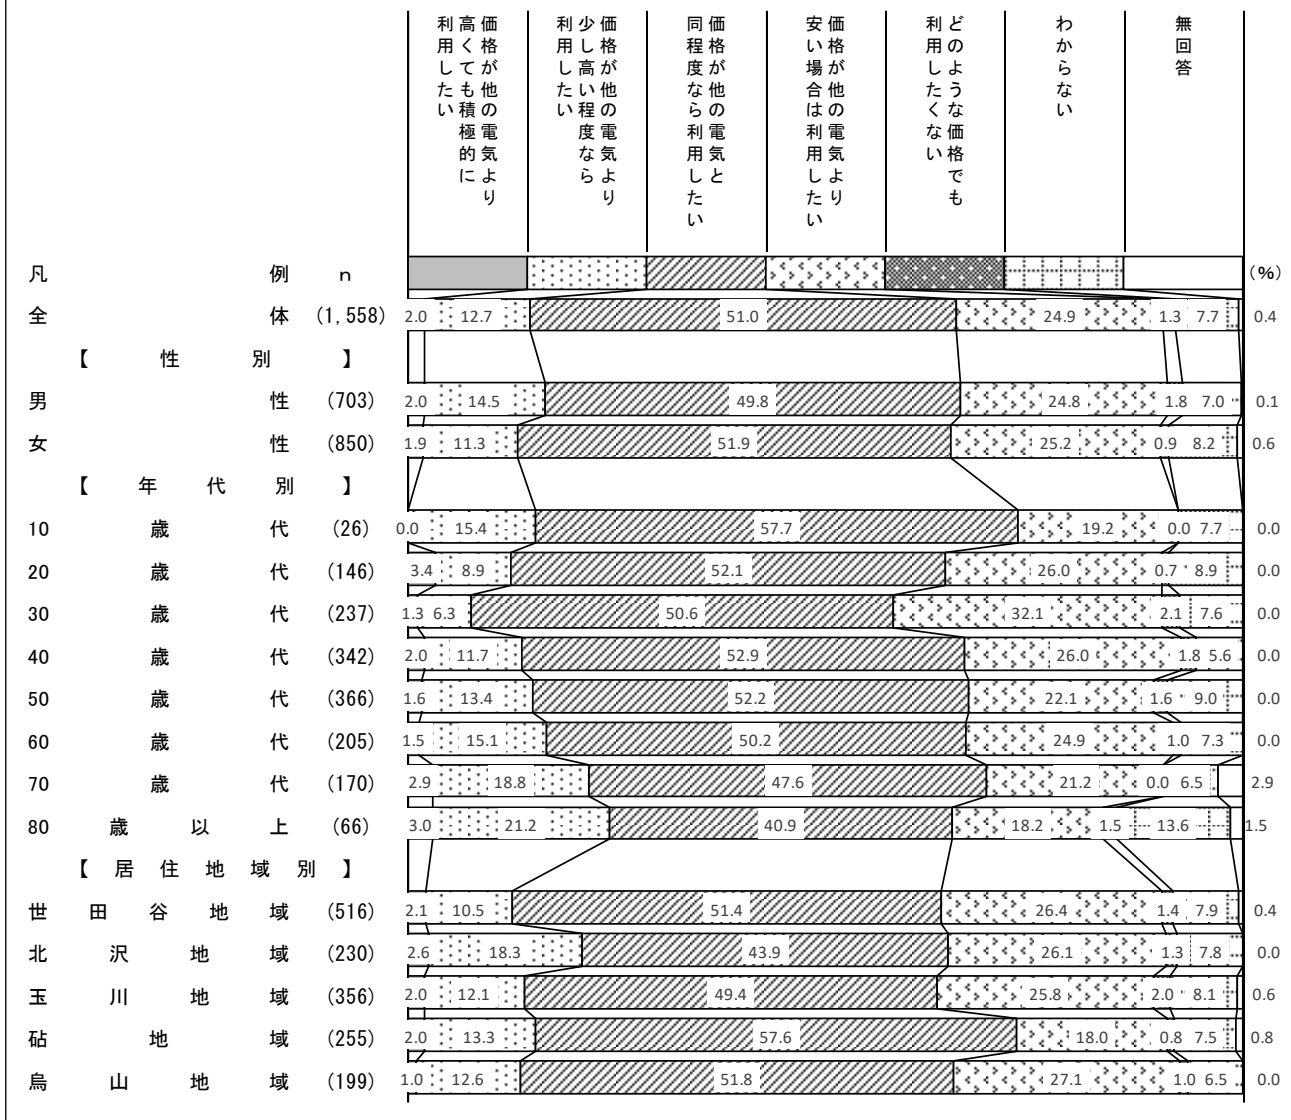 価格が他の電気より
高くても積極的に
利用したい
価格が他の電気より
少し高い程度なら
利用したい
価格が他の電気と
同程度なら利用したい
価格が他の電気より
安い場合は利用したい
どのような価格でも
利用したくない
わからない
無回答
凡例 n (%)
全体 (1,558) 2.0 12.7 51.0 24.9 1.3 7.7 0.4
【性別】
男性 (703) 2.0 14.5 49.8 24.8 1.8 7.0 0.1
女性 (850) 1.9 11.3 51.9 25.2 0.9 8.2 0.6
【年代別】
10歳代 (26) 0.0 15.4 57.7 19.2 0.0 7.7 0.0
20歳代 (146) 3.4 8.9 52.1 26.0 0.7 8.9 0.0
30歳代 (237) 1.3 6.3 50.6 32.1 2.1 7.6 0.0
40歳代 (342) 2.0 11.7 52.9 26.0 1.8 5.6 0.0
50歳代 (366) 1.6 13.4 52.2 22.1 1.6 9.0 0.0
60歳代 (205) 1.5 15.1 50.2 24.9 1.0 7.3 0.0
70歳代 (170) 2.9 18.8 47.6 21.2 0.0 6.5 2.9
80歳以上 (66) 3.0 21.2 40.9 18.2 1.5 13.6 1.5
【居住地域別】
世田谷地域 (516) 2.1 10.5 51.4 26.4 1.4 7.9 0.4
北沢地域 (230) 2.6 18.3 43.9 26.1 1.3 7.8 0.0
玉川地域 (356) 2.0 12.1 49.4 25.8 2.0 8.1 0.6
砧地域 (255) 2.0 13.3 57.6 18.0 0.8 7.5 0.8
烏山地域 (199) 1.0 12.6 51.8 27.1 1.0 6.5 0.0